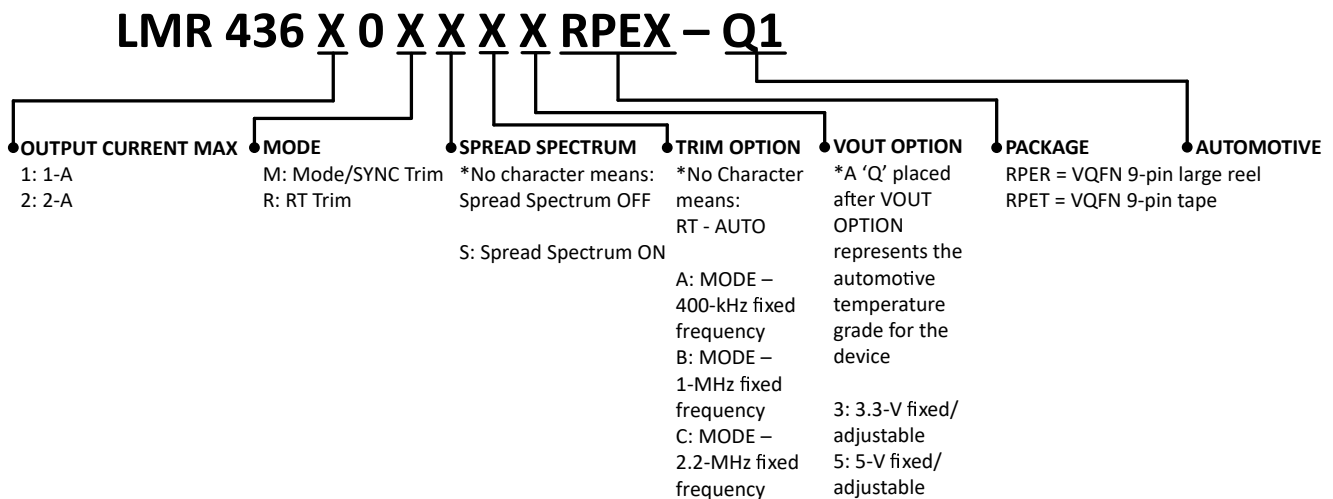 LMR 436 X 0 X X X X RPEX – Q1
OUTPUT CURRENT MAX
1: 1-A
2: 2-A
MODE
M: Mode/SYNC Trim
R: RT Trim
SPREAD SPECTRUM
*No character means:
Spread Spectrum OFF
S: Spread Spectrum ON
TRIM OPTION
*No Character
means:
RT - AUTO
A: MODE –
400-kHz fixed
frequency
B: MODE –
1-MHz fixed
frequency
C: MODE –
2.2-MHz fixed
frequency
VOUT OPTION
*A ‘Q’ placed
after VOUT
OPTION
represents the
automotive
temperature
grade for the
device
3: 3.3-V fixed/
adjustable
5: 5-V fixed/
adjustable
PACKAGE
RPER = VQFN 9-pin large reel
RPET = VQFN 9-pin tape
AUTOMOTIVE